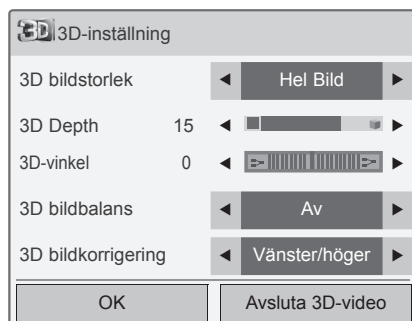 3D 3D-inställning
3D bildstorlek Hel Bild
3D Depth 15
3D-vinkel 0
3D bildbalans Av
3D bildkorrigering Vänster/höger
OK Avsluta 3D-video